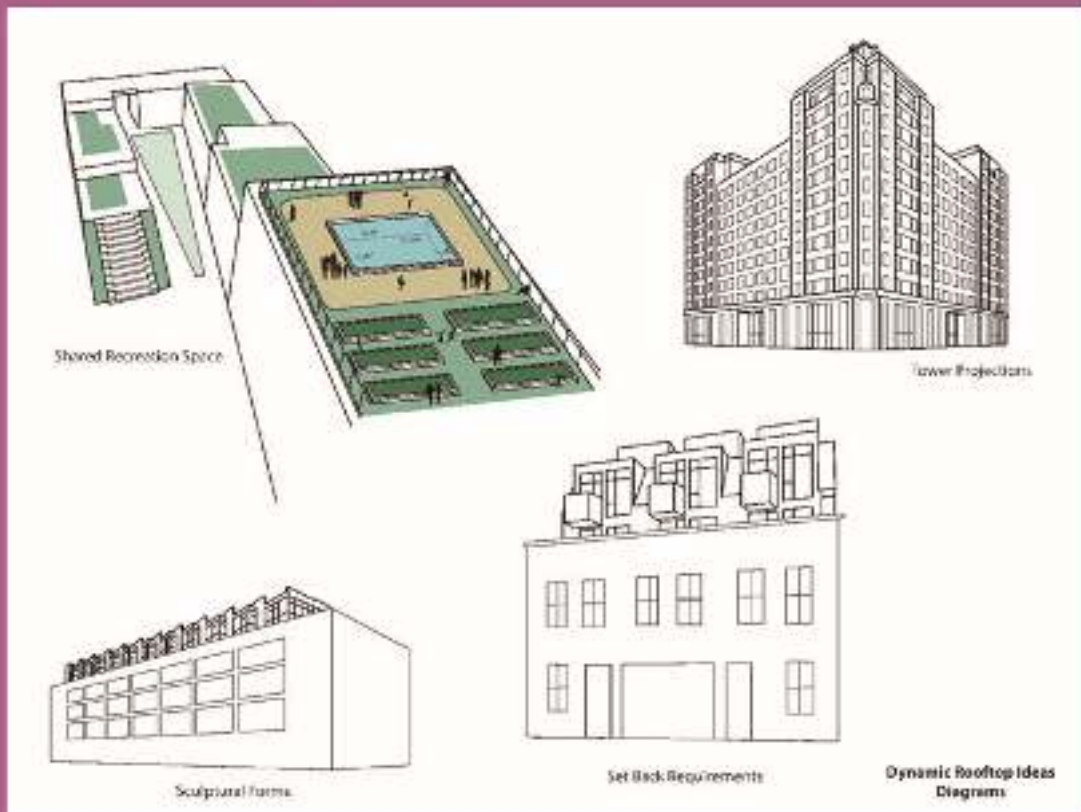 Shared Recreation Space
Tower Projections
Sculptural Forms
Set Back Requirements
Dynamic Rooftop Ideas
Diagrams